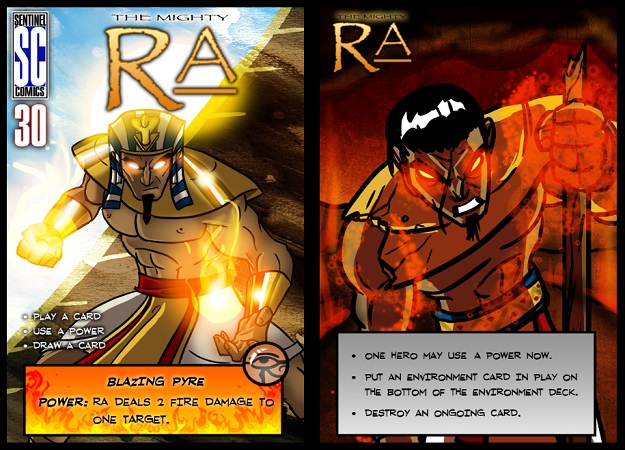 SENTINEL
SC
COMICS
30
THE MIGHTY
RA
• PLAY A CARD
• USE A POWER
• DRAW A CARD
BLAZING PYRE
POWER: RA DEALS 2 FIRE DAMAGE TO
ONE TARGET.
THE MIGHTY
RA
• ONE HERO MAY USE A POWER NOW.
• PUT AN ENVIRONMENT CARD IN PLAY ON
THE BOTTOM OF THE ENVIRONMENT DECK.
• DESTROY AN ONGOING CARD.